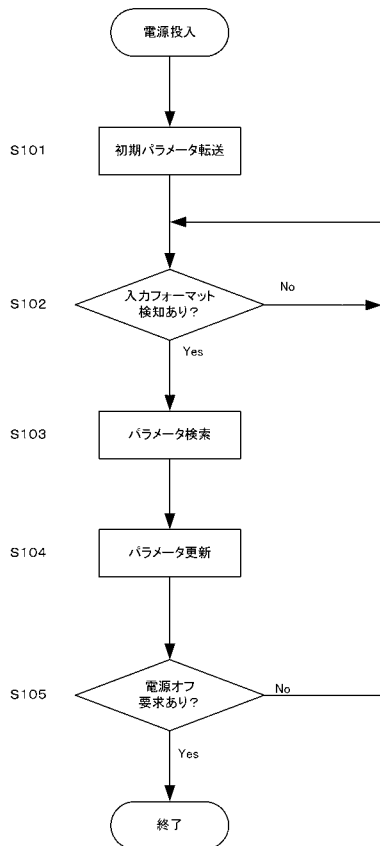 電源投入
S101
初期パラメータ転送
S102
入力フォーマット
検知あり?
No
Yes
S103
パラメータ検索
S104
パラメータ更新
S105
電源オフ
要求あり?
No
Yes
終了